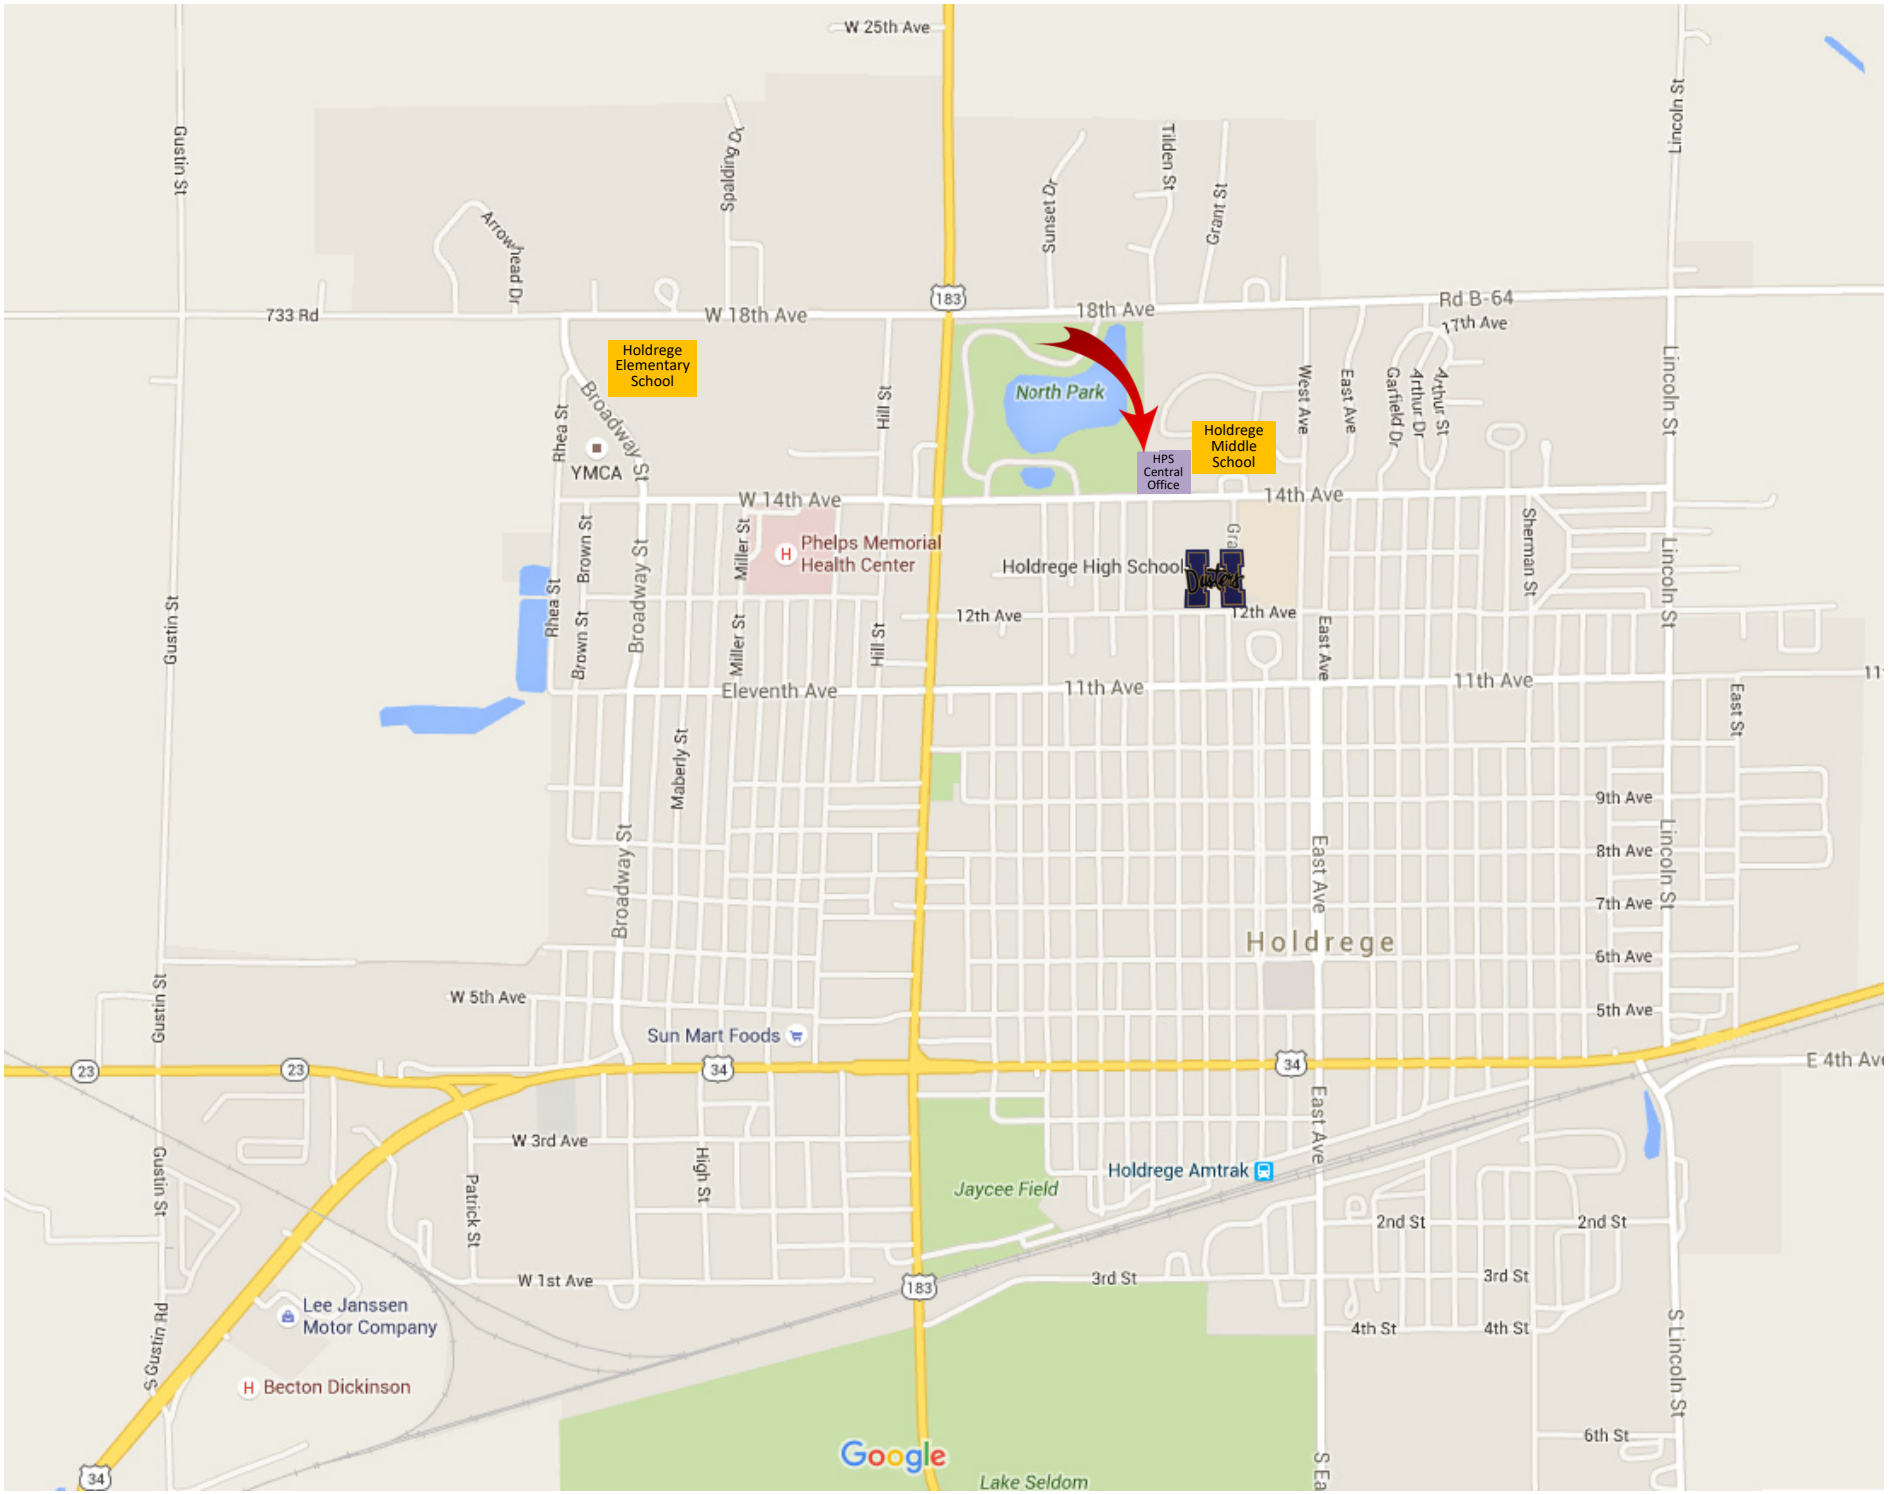 W 25th Ave
Gustin St
Spalding Dr
Sunset Dr
Tilden St
Grant St
Lincoln St
Arrowhead Dr
183
Rd B-64
733 Rd
W 18th Ave
18th Ave
17th Ave
Holdrege
Elementary
School
Broadway St
Rhea St
S Hill St
North Park
West Ave
East Ave
Garfield Dr
Arthur Dr
Arthur St
Lincoln St
Holdrege
Middle
School
HPS
Central
Office
YMCA
W 14th Ave
14th Ave
Brown St
Broadway St
Miller St
Phelps Memorial
Health Center
Holdrege High School
Dusters
Gra
Sherman St
Lincoln St
Rhea St
Gustin St
Brown St
Miller St
Hill St
12th Ave
12th Ave
East Ave
Eleventh Ave
11th Ave
11th Ave
11
East St
Maberly St
9th Ave
Broadway St
East Ave
8th Ave
Lincoln St
7th Ave
Holdrege
6th Ave
Gustin St
W 5th Ave
5th Ave
Sun Mart Foods
23
23
34
34
E 4th Ave
East Ave
W 3rd Ave
Gustin St
High St
Patrick St
Holdrege Amtrak
Jaycee Field
2nd St
2nd St
W 1st Ave
183
3rd St
3rd St
Lee Janssen
Motor Company
S Gustin Rd
4th St
4th St
S Lincoln St
H Becton Dickinson
6th St
34
Google
Lake Seldom
S Ea